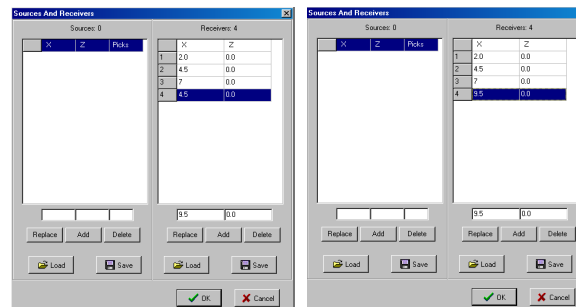 Sources And Receivers
Sources: 0 Receivers: 4
X Z Picks X Z
1 2.0 0.0
2 4.5 0.0
3 7 0.0
4 4.5 0.0
9.5 0.0
Replace Add Delete Replace Add Delete
Load Save Load Save
OK Cancel
Sources And Receivers
Sources: 0 Receivers: 4
X Z Picks X Z
1 2.0 0.0
2 4.5 0.0
3 7 0.0
4 9.5 0.0
9.5 0.0
Replace Add Delete Replace Add Delete
Load Save Load Save
OK Cancel